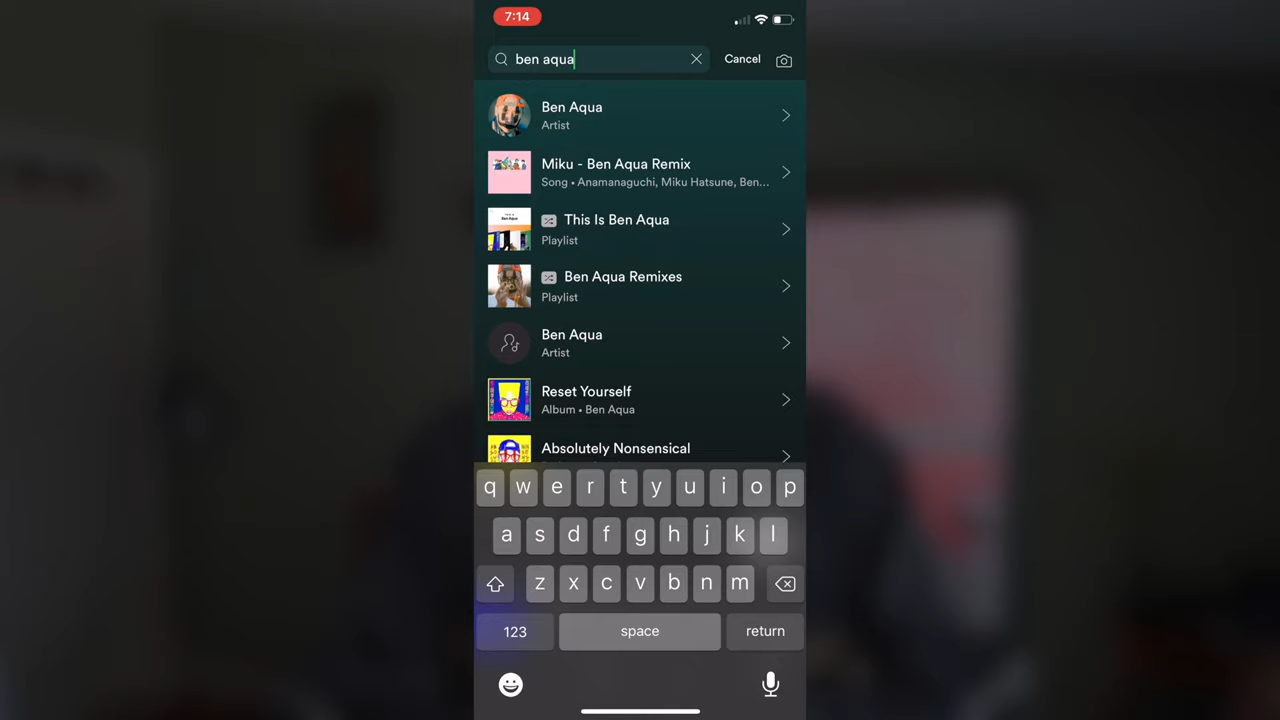 7:14
ben aqua
Cancel
Ben Aqua
Artist
Miku - Ben Aqua Remix
Song • Anamanaguchi, Miku Hatsune, Ben...
This Is Ben Aqua
Playlist
Ben Aqua Remixes
Playlist
Ben Aqua
Artist
Reset Yourself
Album • Ben Aqua
Absolutely Nonsensical
q w e r t y u i o p
a s d f g h j k l
z x c v b n m
123 space return